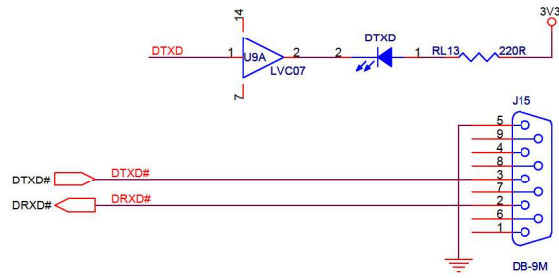 3V3
14
DTXD
DTXD 1 U9A 2 2 1 RL13 220R
LVC07
7
J15
5
9
4
8
DTXD# DTXD# 3
7
DRXD# DRXD# 2
6
1
DB-9M